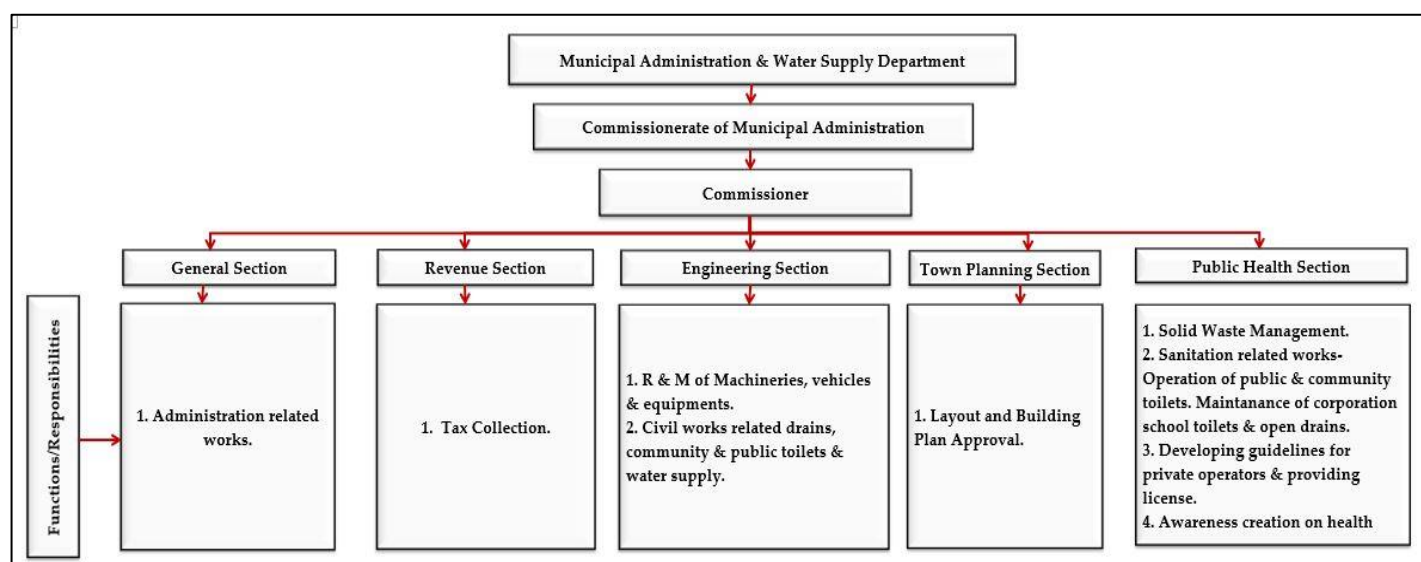 Municipal Administration & Water Supply Department
Commissionerate of Municipal Administration
Commissioner
General Section
Revenue Section
Engineering Section
Town Planning Section
Public Health Section
Functions/Responsibilities
1. Administration related
works.
1. Tax Collection.
1. R & M of Machineries, vehicles
& equipments.
2. Civil works related drains,
community & public toilets &
water supply.
1. Layout and Building
Plan Approval.
1. Solid Waste Management.
2. Sanitation related works-
Operation of public & community
toilets. Maintanance of corporation
school toilets & open drains.
3. Developing guidelines for
private operators & providing
license.
4. Awareness creation on health